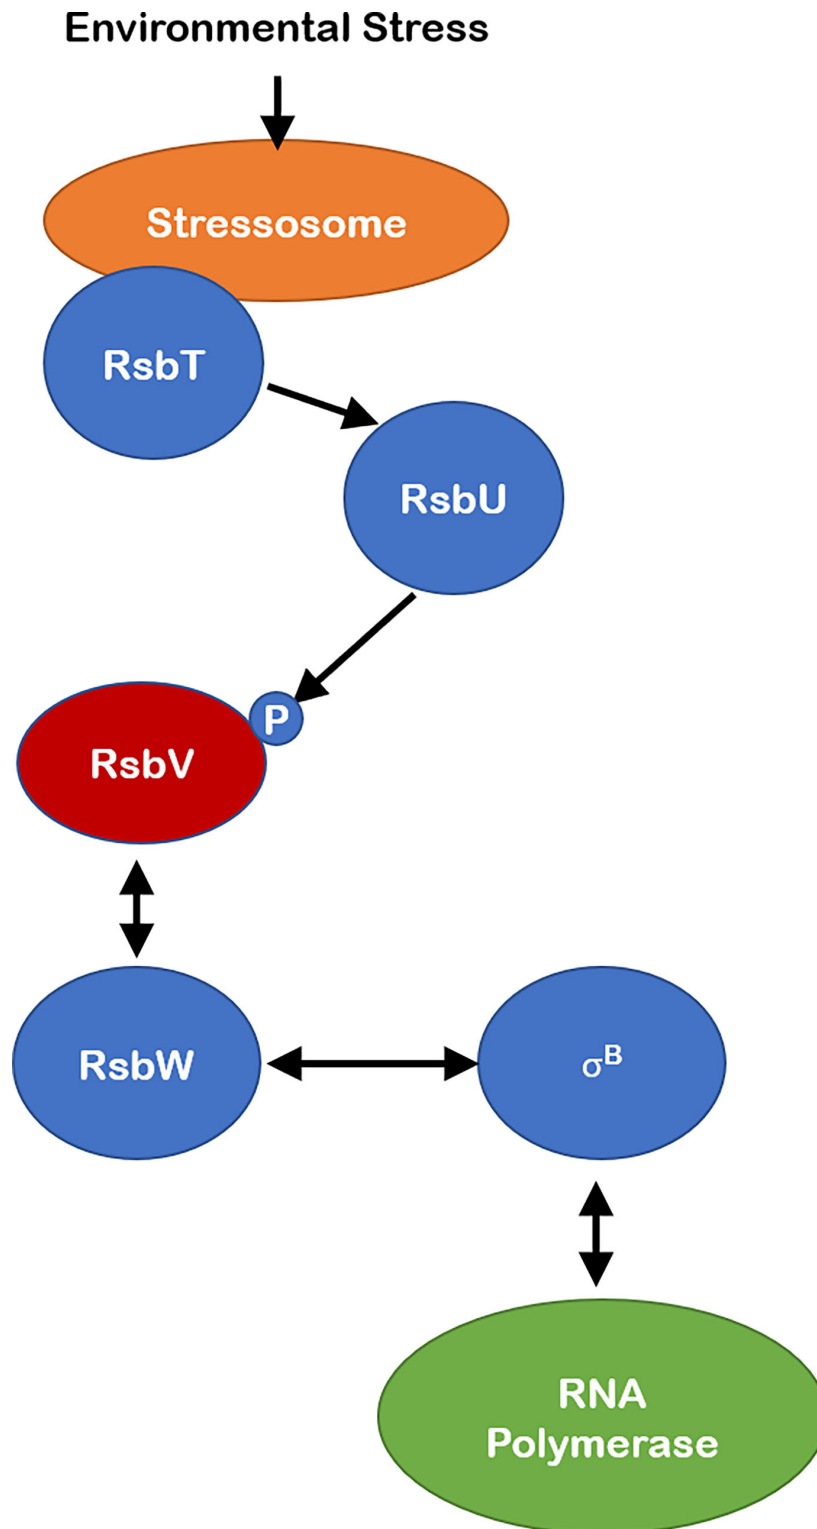 Environmental Stress
Stressosome
RsbT
RsbU
P
RsbV
RsbW
σᴮ
RNA
Polymerase